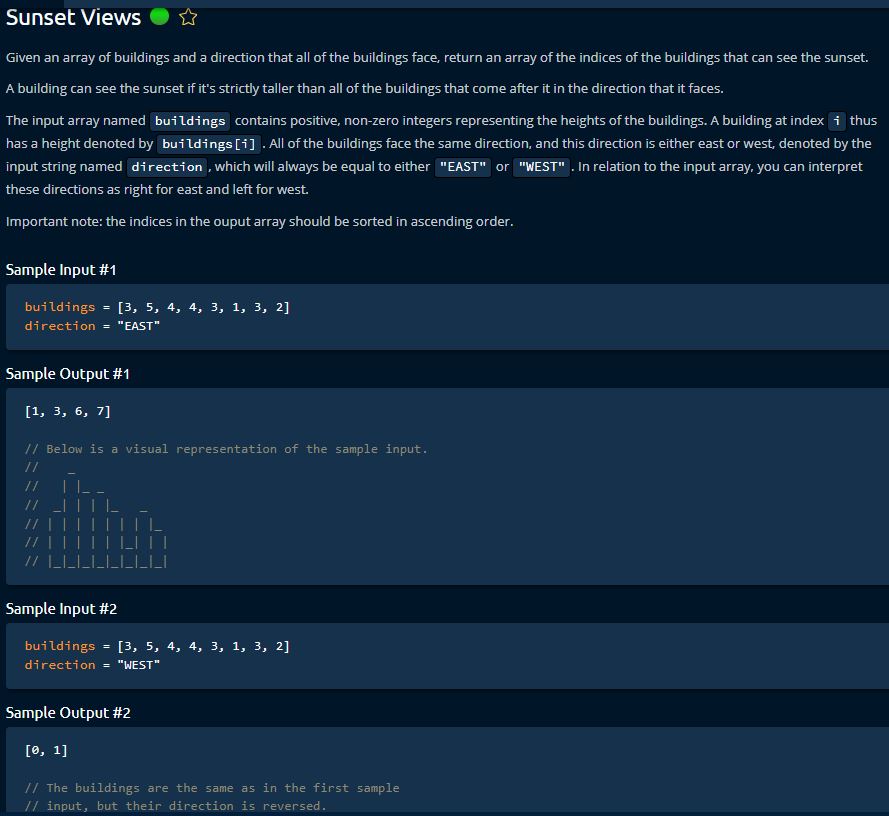 Sunset Views
Given an array of buildings and a direction that all of the buildings face, return an array of the indices of the buildings that can see the sunset.
A building can see the sunset if it's strictly taller than all of the buildings that come after it in the direction that it faces.
The input array named buildings contains positive, non-zero integers representing the heights of the buildings. A building at index i thus
has a height denoted by buildings[i] . All of the buildings face the same direction, and this direction is either east or west, denoted by the
input string named direction , which will always be equal to either "EAST" or "WEST" . In relation to the input array, you can interpret
these directions as right for east and left for west.
Important note: the indices in the ouput array should be sorted in ascending order.
Sample Input #1
buildings = [3, 5, 4, 4, 3, 1, 3, 2]
direction = "EAST"
Sample Output #1
[1, 3, 6, 7]
// Below is a visual representation of the sample input.
//    _
//   | |_ _
//  _| | | |_   _
// | | | | | | | |_
// | | | | | |_| | |
// |_|_|_|_|_|_|_|_|
Sample Input #2
buildings = [3, 5, 4, 4, 3, 1, 3, 2]
direction = "WEST"
Sample Output #2
[0, 1]
// The buildings are the same as in the first sample
// input, but their direction is reversed.